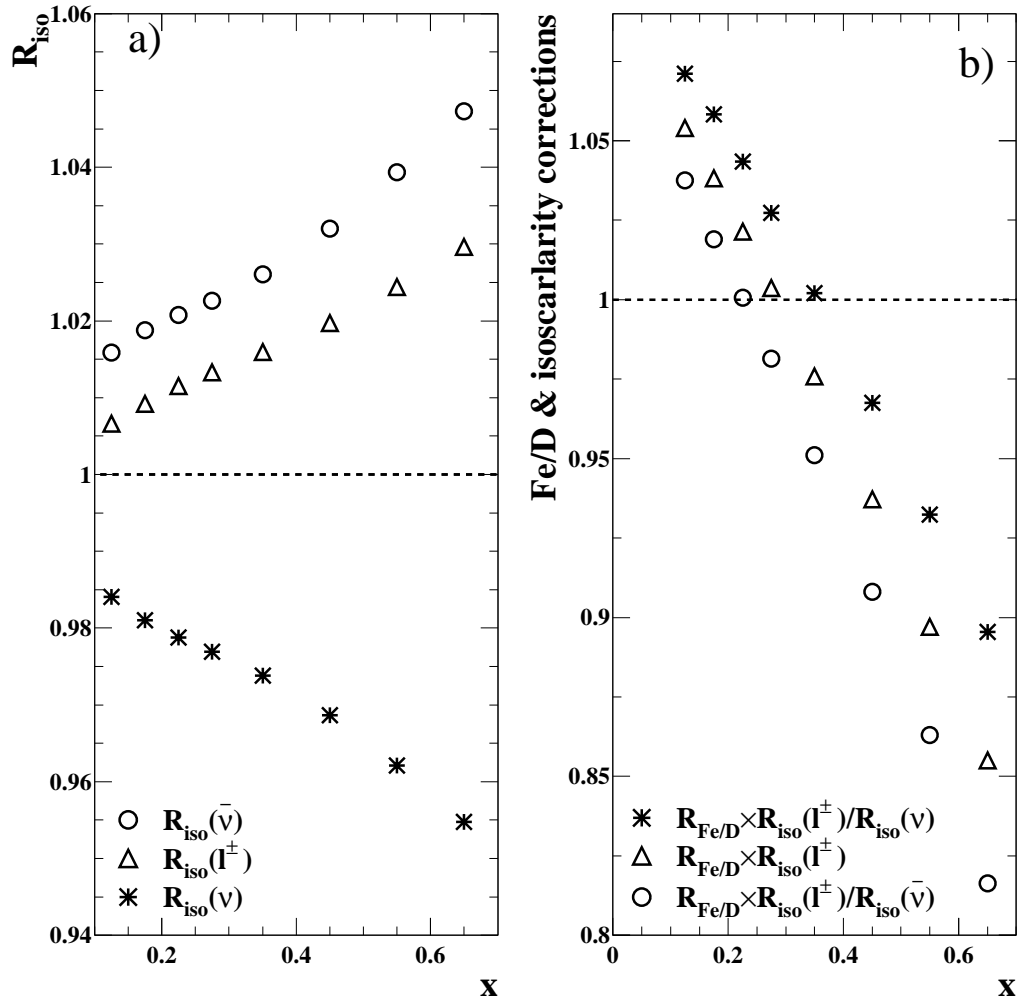 R_iso
a)
1.06
1.04
1.02
1
0.98
0.96
0.94
R_iso(ν̄)
R_iso(l^±)
R_iso(ν)
0.2
0.4
0.6
x
Fe/D & isoscarlarity corrections
b)
1.05
1
0.95
0.9
0.85
0.8
R_Fe/D×R_iso(l^±)/R_iso(ν)
R_Fe/D×R_iso(l^±)
R_Fe/D×R_iso(l^±)/R_iso(ν̄)
0
0.2
0.4
0.6
x